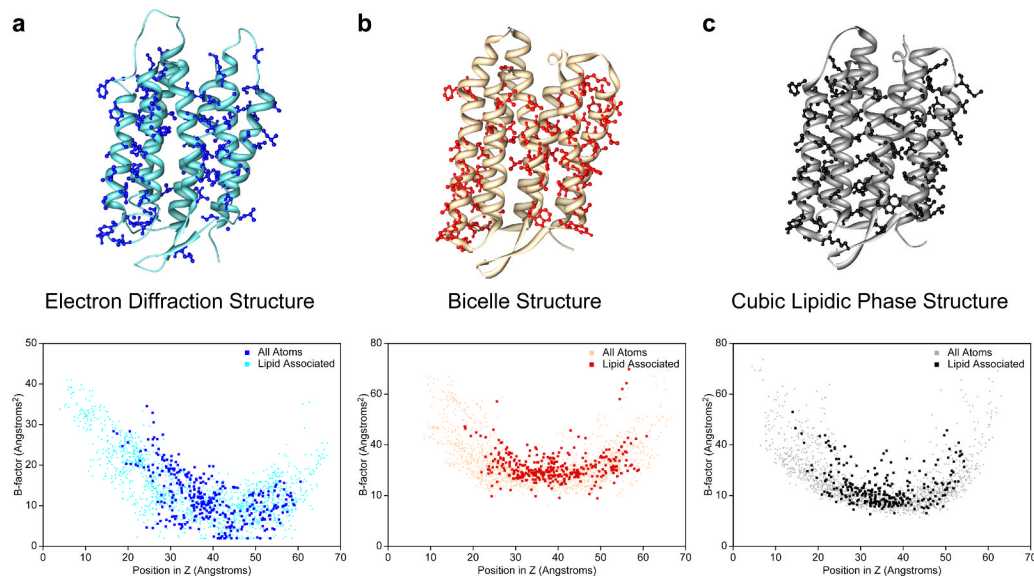 a
b
c
Electron Diffraction Structure
Bicelle Structure
Cubic Lipidic Phase Structure
All Atoms
Lipid Associated
B-factor (Angstroms²)
50
40
30
20
10
0
0 10 20 30 40 50 60 70
Position in Z (Angstroms)
All Atoms
Lipid Associated
B-factor (Angstroms²)
80
60
40
10
0
0 10 20 30 40 50 60 70
Position in Z (Angstroms)
All Atoms
Lipid Associated
B-factor (Angstroms²)
80
60
40
10
0
0 10 20 30 40 50 60 70
Position in Z (Angstroms)